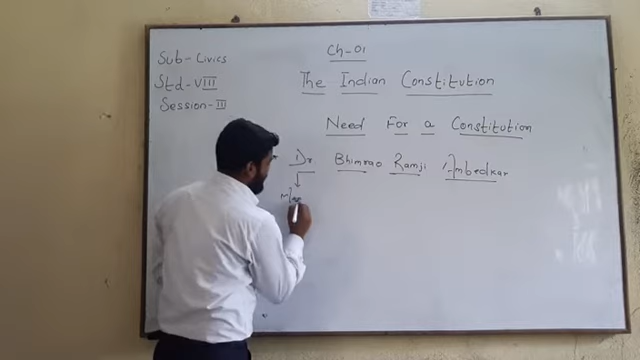 Sub- Civics
Std- VIII
Session- III
Ch-01
The Indian Constitution
Need For a Constitution
Dr Bhimrao Ramji Ambedkar